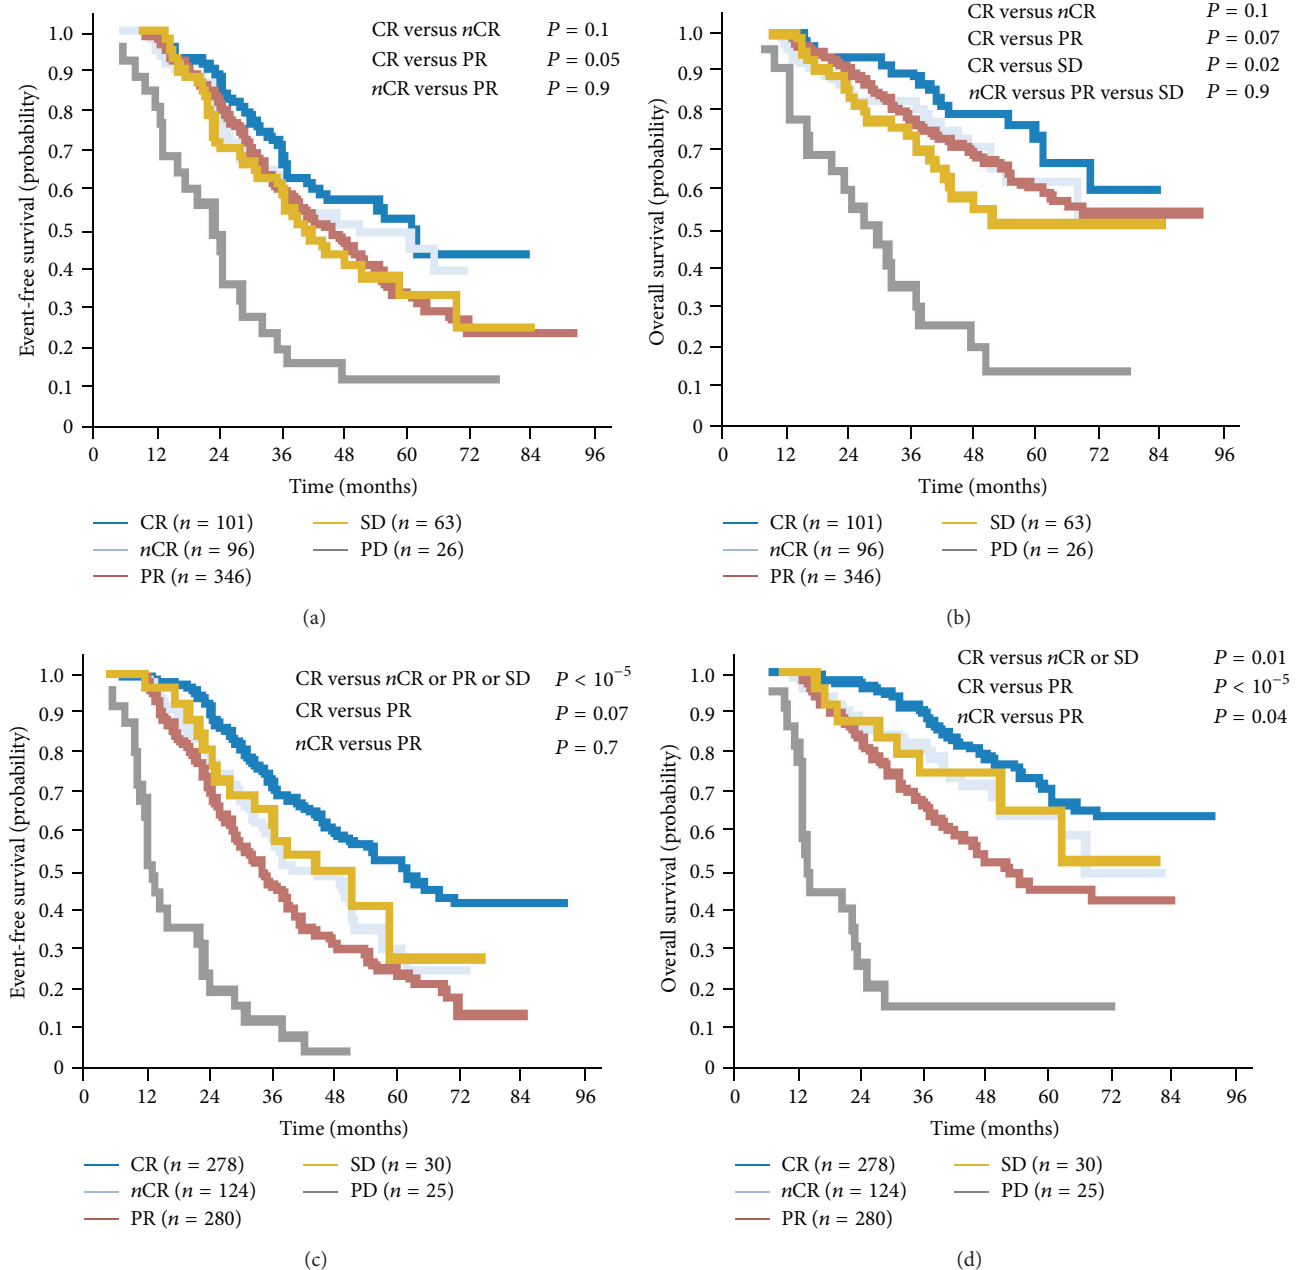 CR versus nCR P = 0.1
CR versus PR P = 0.05
nCR versus PR P = 0.9
Event-free survival (probability)
1.0
0.9
0.8
0.7
0.6
0.5
0.4
0.3
0.2
0.1
0
0 12 24 36 48 60 72 84 96
Time (months)
CR (n = 101) SD (n = 63)
nCR (n = 96) PD (n = 26)
PR (n = 346)
(a)
CR versus nCR P = 0.1
CR versus PR P = 0.07
CR versus SD P = 0.02
nCR versus PR versus SD P = 0.9
Overall survival (probability)
1.0
0.9
0.8
0.7
0.6
0.5
0.4
0.3
0.2
0.1
0
0 12 24 36 48 60 72 84 96
Time (months)
CR (n = 101) SD (n = 63)
nCR (n = 96) PD (n = 26)
PR (n = 346)
(b)
CR versus nCR or PR or SD P < 10⁻⁵
CR versus PR P = 0.07
nCR versus PR P = 0.7
Event-free survival (probability)
1.0
0.9
0.8
0.7
0.6
0.5
0.4
0.3
0.2
0.1
0
0 12 24 36 48 60 72 84 96
Time (months)
CR (n = 278) SD (n = 30)
nCR (n = 124) PD (n = 25)
PR (n = 280)
(c)
CR versus nCR or SD P = 0.01
CR versus PR P < 10⁻⁵
nCR versus PR P = 0.04
Overall survival (probability)
1.0
0.9
0.8
0.7
0.6
0.5
0.4
0.3
0.2
0.1
0
0 12 24 36 48 60 72 84 96
Time (months)
CR (n = 278) SD (n = 30)
nCR (n = 124) PD (n = 25)
PR (n = 280)
(d)